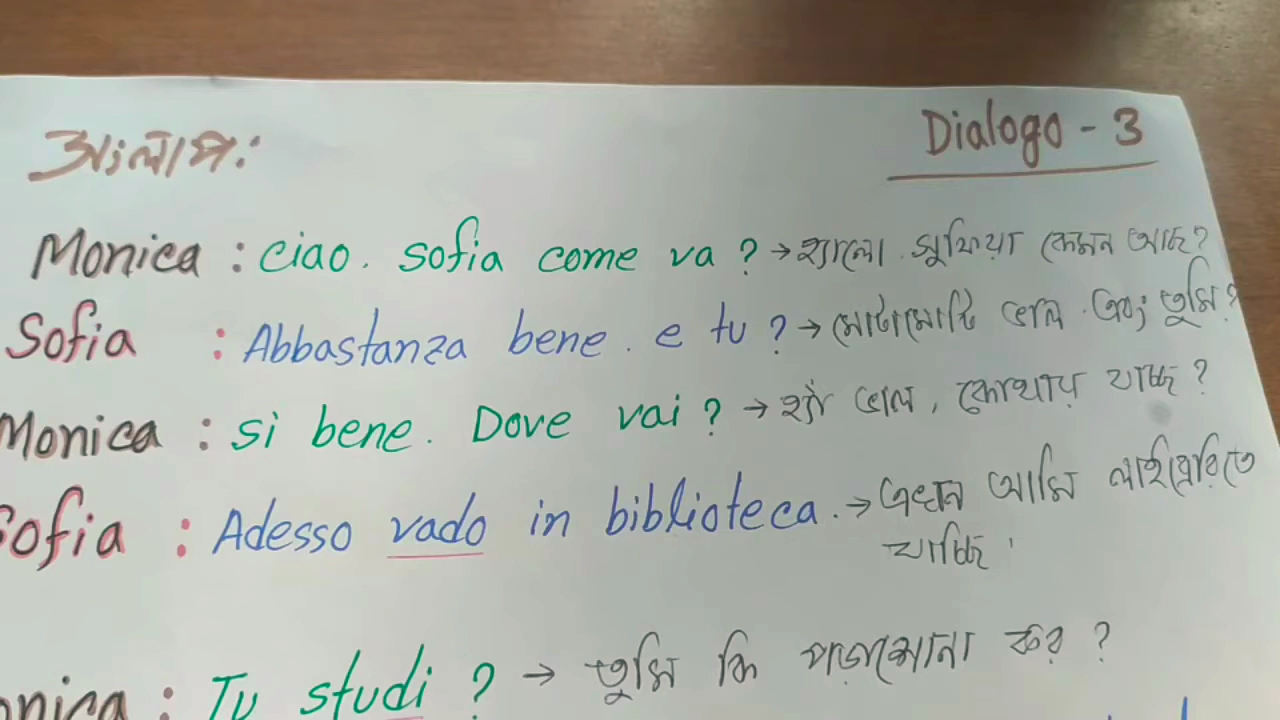 আলাপ:
Dialogo - 3
Monica : ciao. Sofia come va ? → হ্যালো. সুফিয়া কেমন আছ?
Sofia : Abbastanza bene. e tu ? → মোটামোটি ভাল. এবং তুমি?
Monica : si bene. Dove vai ? → হ্যাঁ ভাল, কোথায় যাচ্ছ ?
Sofia : Adesso vado in biblioteca. → এখন আমি লাইব্রেরিতে
যাচ্ছি।
onica : Tu studi ? → তুমি কি পড়াশোনা কর ?